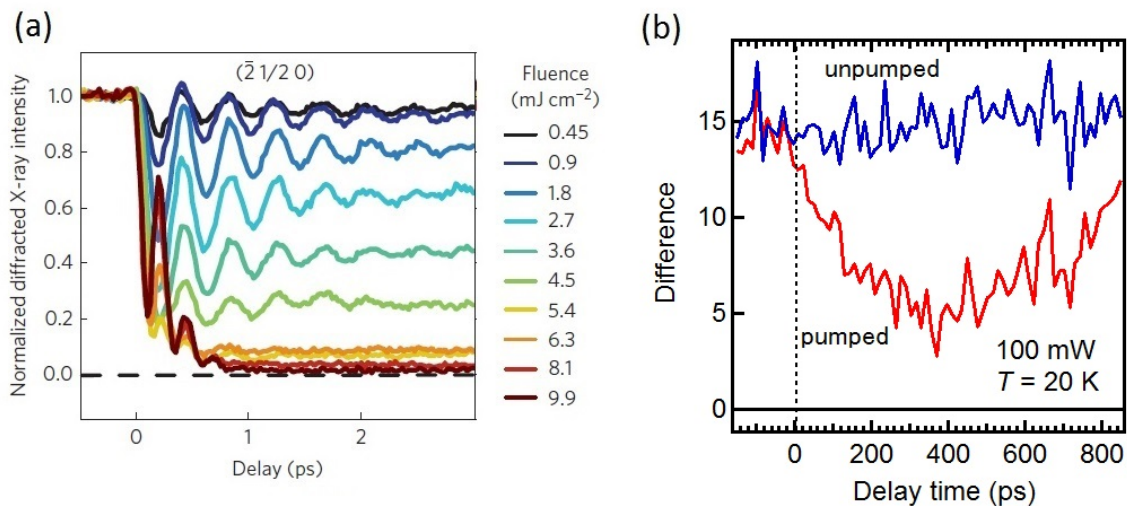 (a)
Normalized diffracted X-ray intensity
1.0
0.8
0.6
0.4
0.2
0.0
(2̄ 1/2 0)
0
1
2
Delay (ps)
Fluence
(mJ cm⁻²)
0.45
0.9
1.8
2.7
3.6
4.5
5.4
6.3
8.1
9.9
(b)
Difference
15
10
5
0
unpumped
pumped
100 mW
T = 20 K
0
200
400
600
800
Delay time (ps)